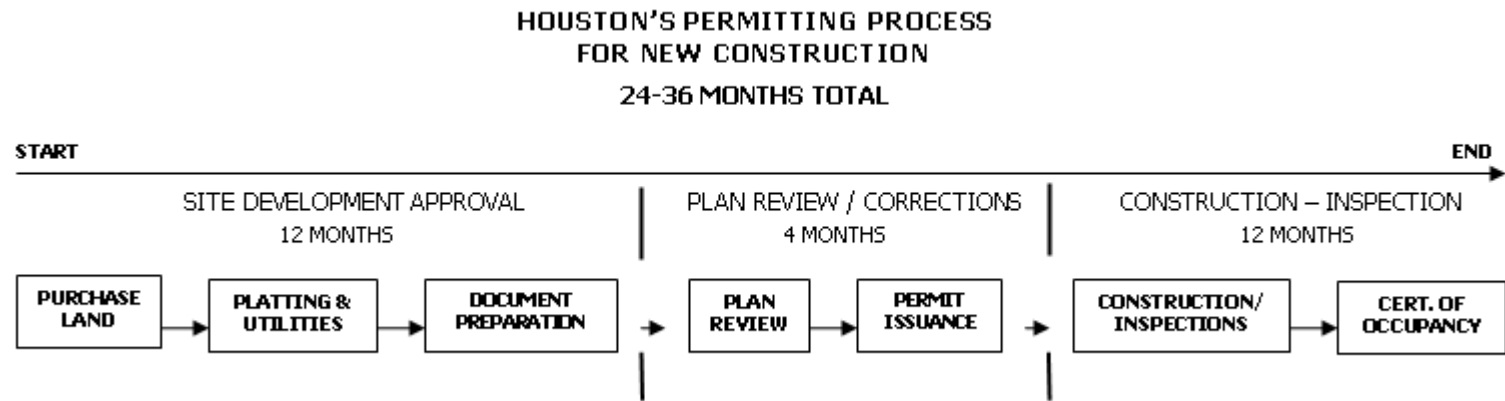 HOUSTON'S PERMITTING PROCESS
FOR NEW CONSTRUCTION
24-36 MONTHS TOTAL
START
END
SITE DEVELOPMENT APPROVAL
12 MONTHS
PLAN REVIEW / CORRECTIONS
4 MONTHS
CONSTRUCTION – INSPECTION
12 MONTHS
PURCHASE
LAND
PLATTING &
UTILITIES
DOCUMENT
PREPARATION
PLAN
REVIEW
PERMIT
ISSUANCE
CONSTRUCTION/
INSPECTIONS
CERT. OF
OCCUPANCY